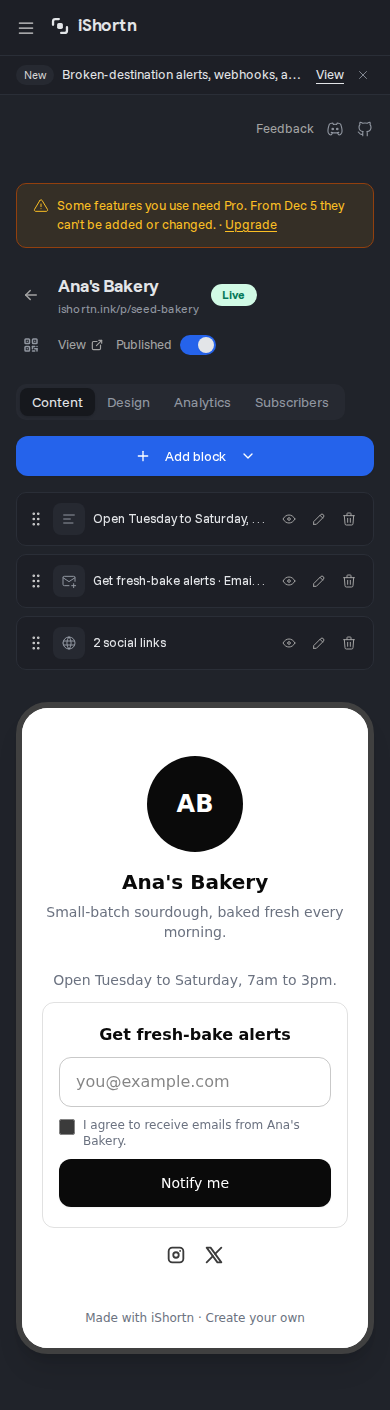 iShortn
New
Broken-destination alerts, webhooks, a...
View
Feedback
Some features you use need Pro. From Dec 5 they
can't be added or changed. · Upgrade
Ana's Bakery
ishortn.ink/p/seed-bakery
Live
View
Published
Content
Design
Analytics
Subscribers
Add block
Open Tuesday to Saturday, ...
Get fresh-bake alerts · Emai...
2 social links
AB
Ana's Bakery
Small-batch sourdough, baked fresh every
morning.
Open Tuesday to Saturday, 7am to 3pm.
Get fresh-bake alerts
you@example.com
I agree to receive emails from Ana's
Bakery.
Notify me
Made with iShortn · Create your own